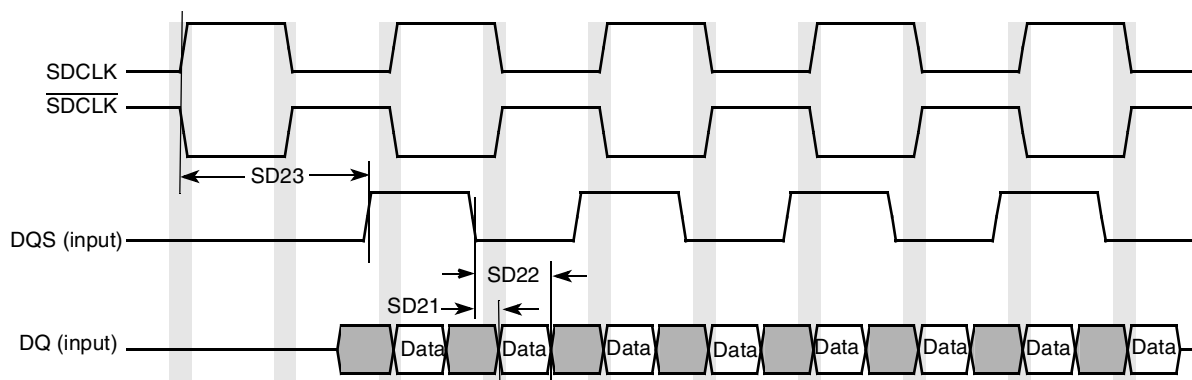 SDCLK
SDCLK
SD23
DQS (input)
SD22
SD21
DQ (input)
Data
Data
Data
Data
Data
Data
Data
Data